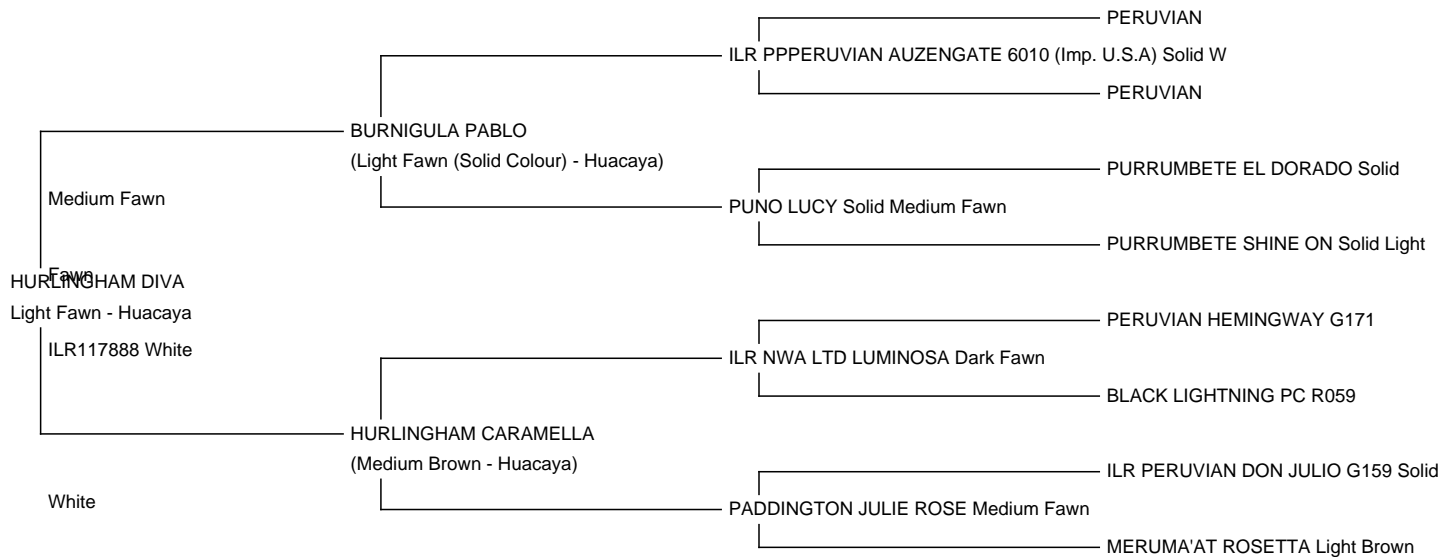 PERUVIAN
ILR PPPERUVIAN AUZENGATE 6010 (Imp. U.S.A) Solid W
PERUVIAN
BURNIGULA PABLO
(Light Fawn (Solid Colour) - Huacaya)
PURRUMBETE EL DORADO Solid
Medium Fawn
PUNO LUCY Solid Medium Fawn
PURRUMBETE SHINE ON Solid Light
Fawn
HURLINGHAM DIVA
Light Fawn - Huacaya
PERUVIAN HEMINGWAY G171
ILR117888 White
ILR NWA LTD LUMINOSA Dark Fawn
BLACK LIGHTNING PC R059
HURLINGHAM CARAMELLA
(Medium Brown - Huacaya)
ILR PERUVIAN DON JULIO G159 Solid
White
PADDINGTON JULIE ROSE Medium Fawn
MERUMA'AT ROSETTA Light Brown